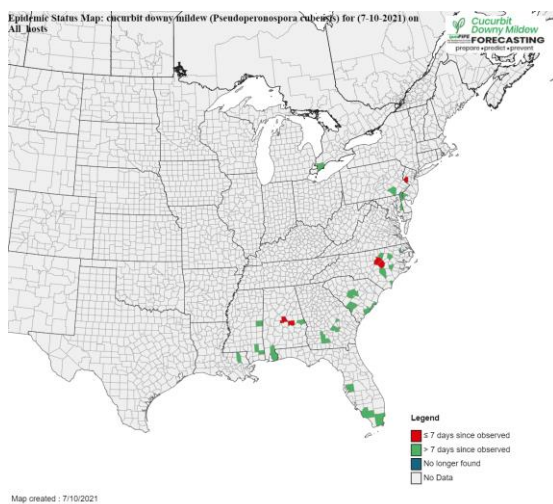 Epidemic Status Map: cucurbit downy mildew (Pseudoperonospora cubensis) for (7-10-2021) on
All_hosts
Cucurbit
Downy Mildew
FORECASTING
prepare • predict • prevent
Legend
≤ 7 days since observed
> 7 days since observed
No longer found
No Data
Map created : 7/10/2021